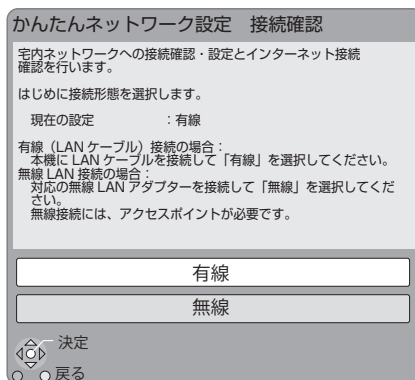 かんたんネットワーク設定　接続確認
宅内ネットワークへの接続確認・設定とインターネット接続
確認を行います。
はじめに接続形態を選択します。
現在の設定　　　：有線
有線（LAN ケーブル）接続の場合：
本機に LAN ケーブルを接続して「有線」を選択してください。
無線 LAN 接続の場合：
対応の無線 LAN アダプターを接続して「無線」を選択してくだ
さい。
無線接続には、アクセスポイントが必要です。
有線
無線
決定
戻る